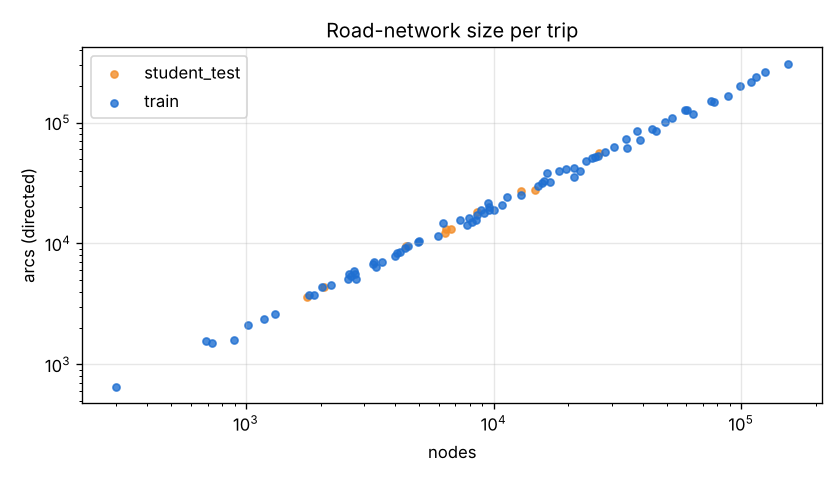 Road-network size per trip
student_test
train
arcs (directed)
10^5
10^4
10^3
10^3 10^4 10^5
nodes